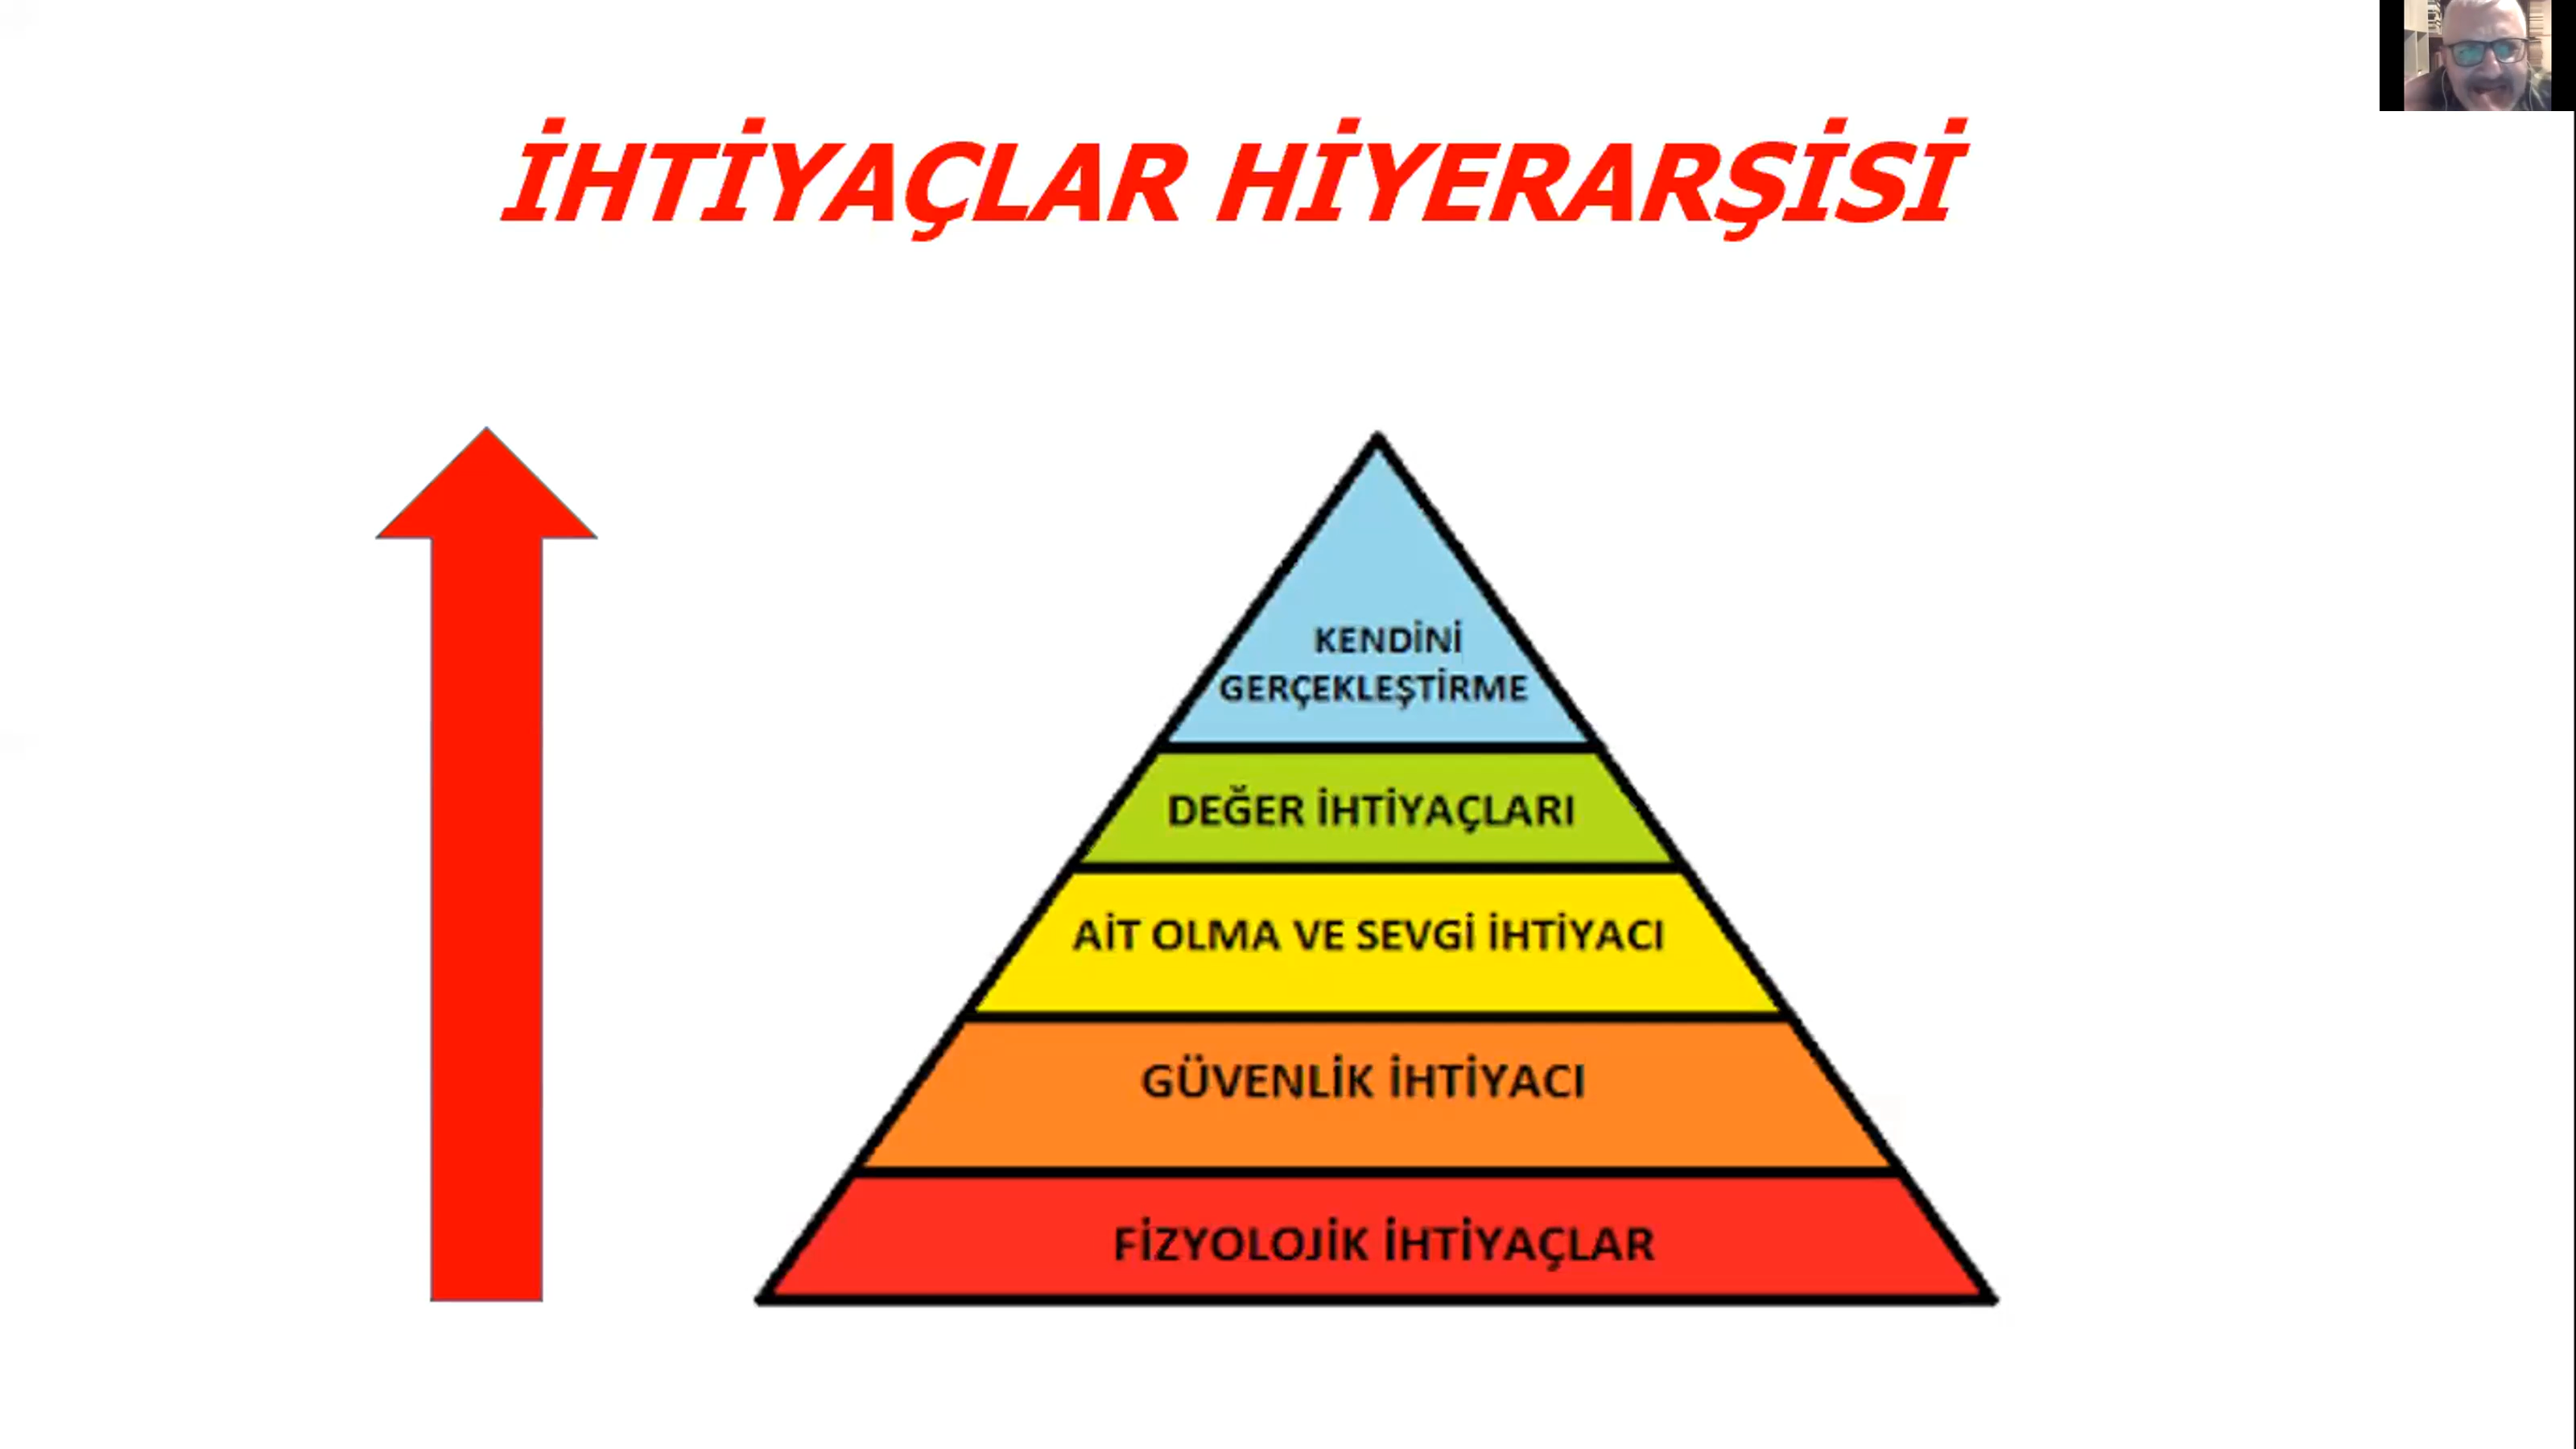 İHTİYAÇLAR HİYERARŞİSİ
KENDİNİ
GERÇEKLEŞTİRME
DEĞER İHTİYAÇLARI
AİT OLMA VE SEVGİ İHTİYACI
GÜVENLİK İHTİYACI
FİZYOLOJİK İHTİYAÇLAR